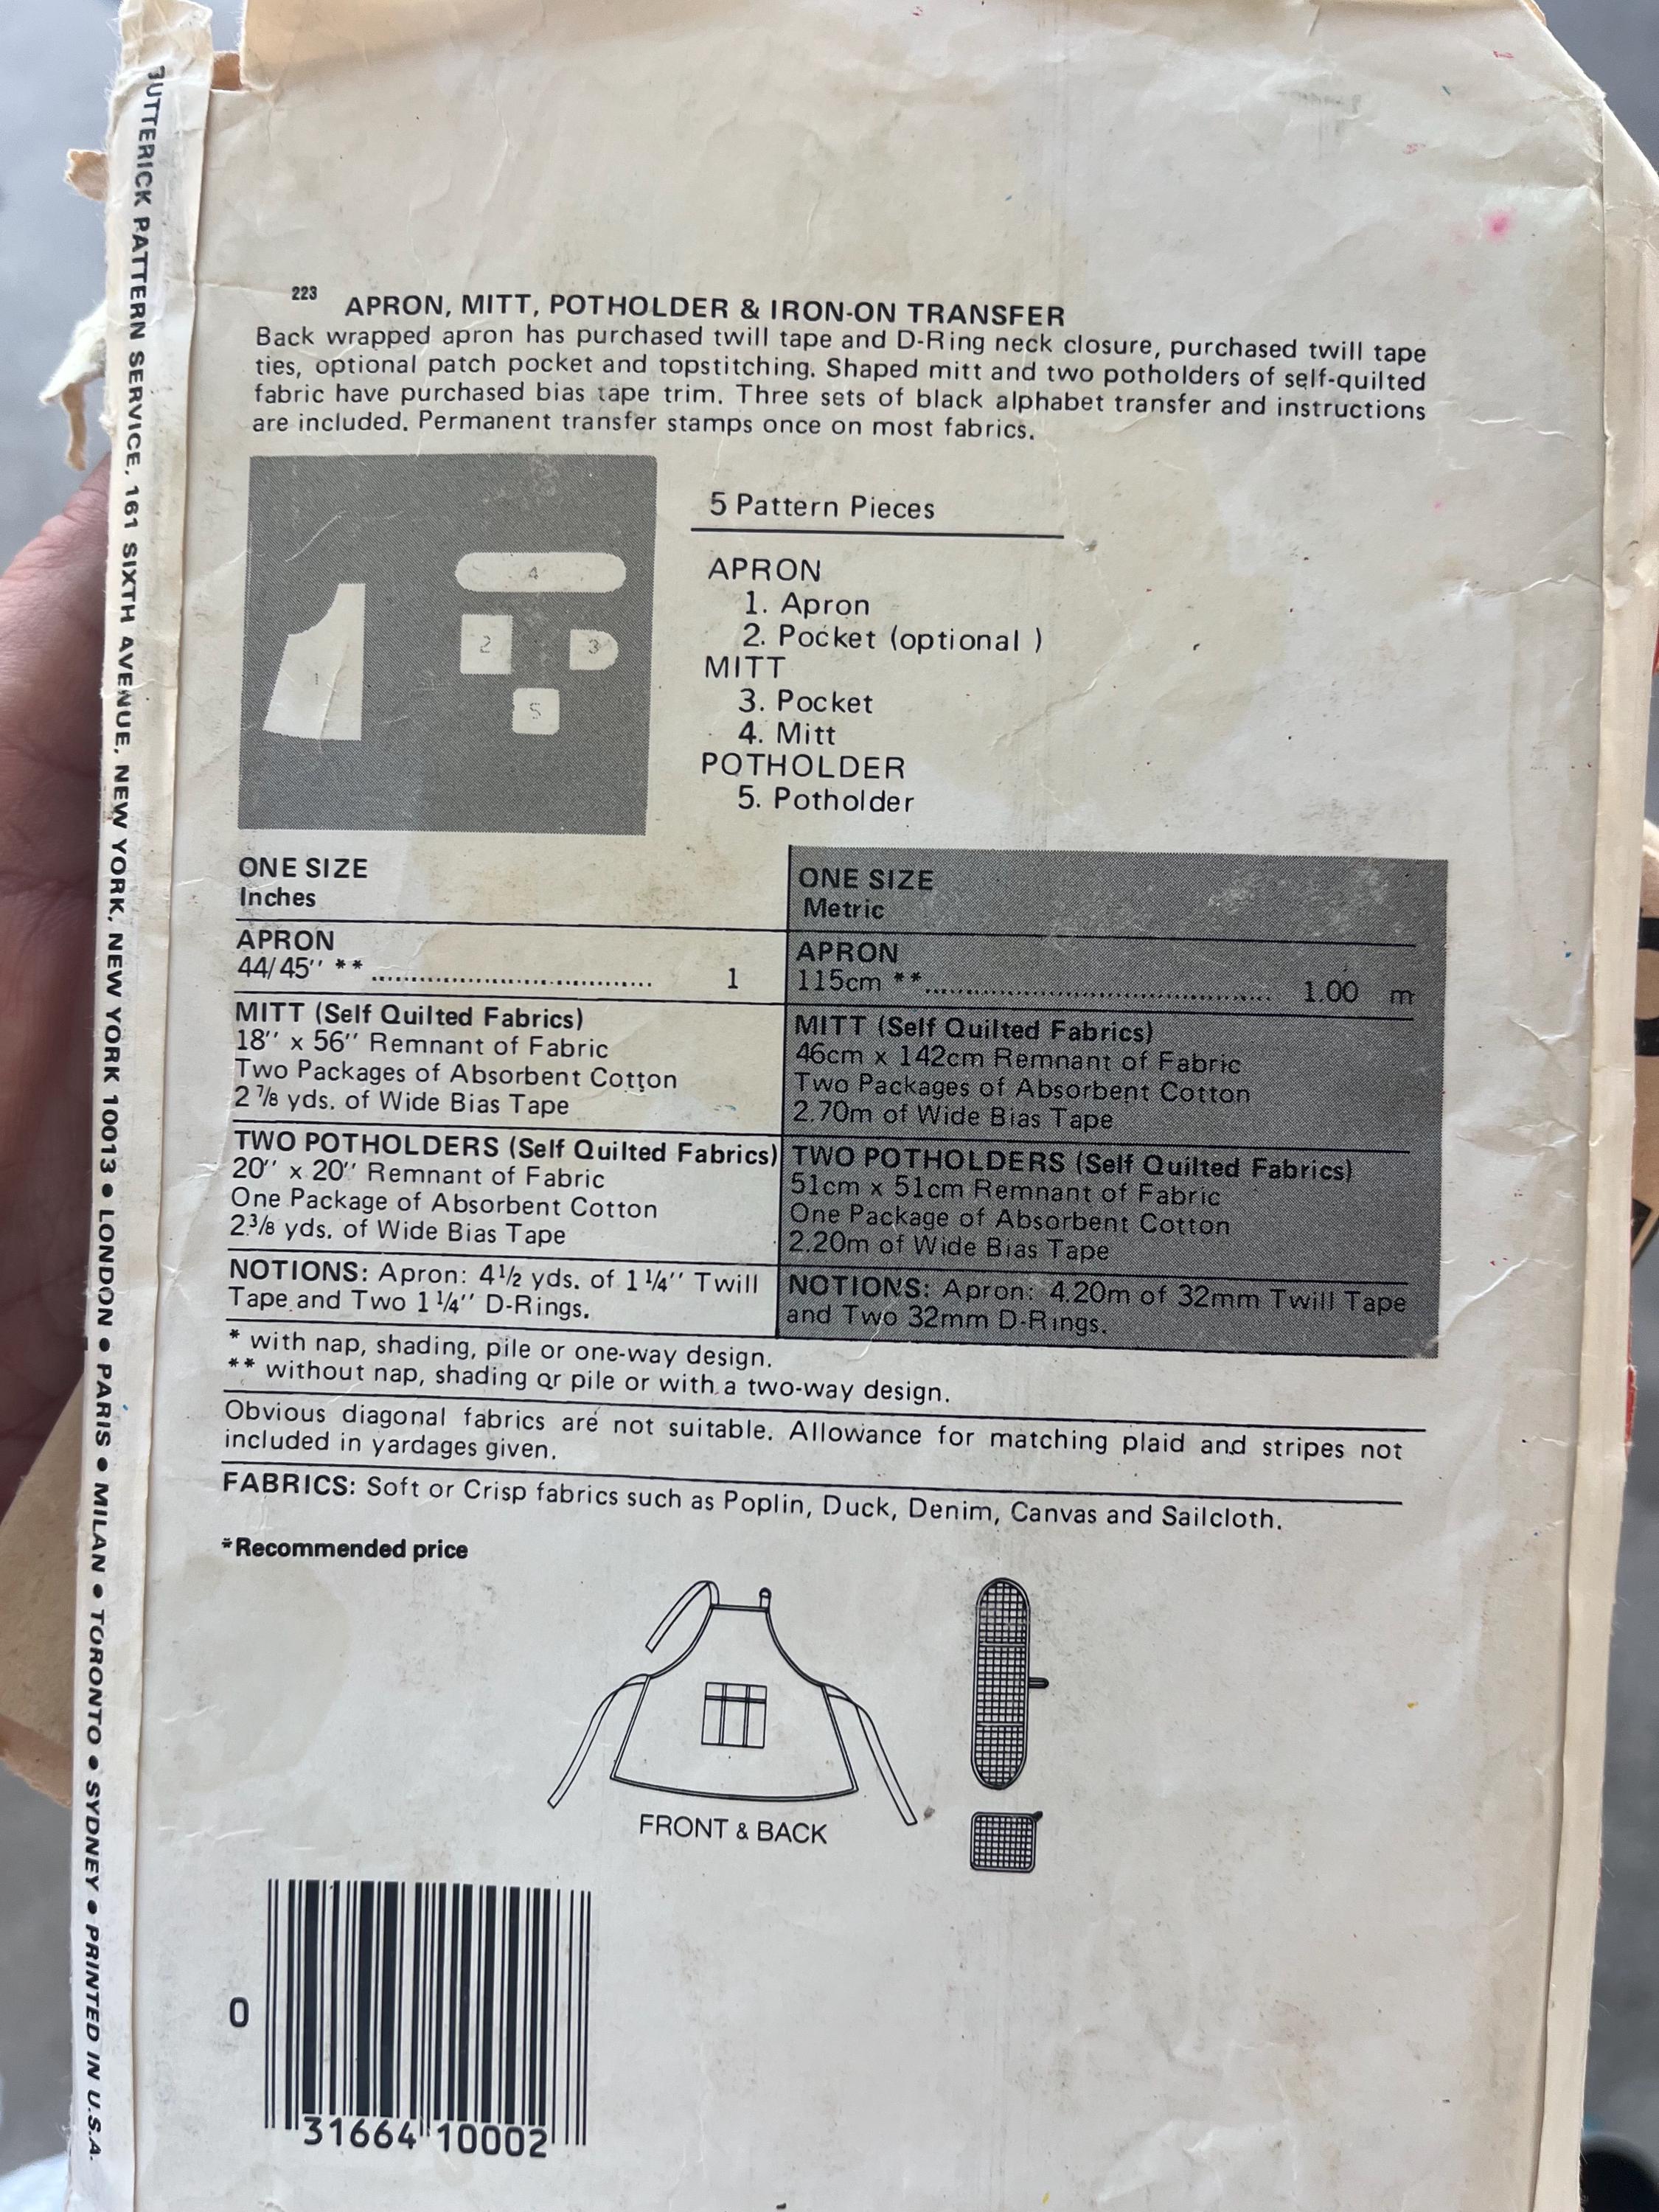 BUTTERICK PATTERN SERVICE, 161 SIXTH AVENUE, NEW YORK, NEW YORK 10013 • LONDON • PARIS • MILAN • TORONTO • SYDNEY • PRINTED IN U.S.A.
223 APRON, MITT, POTHOLDER & IRON-ON TRANSFER
Back wrapped apron has purchased twill tape and D-Ring neck closure, purchased twill tape
ties, optional patch pocket and topstitching. Shaped mitt and two potholders of self-quilted
fabric have purchased bias tape trim. Three sets of black alphabet transfer and instructions
are included. Permanent transfer stamps once on most fabrics.
4
2
3
1
5
5 Pattern Pieces
APRON
1. Apron
2. Pocket (optional )
MITT
3. Pocket
4. Mitt
POTHOLDER
5. Potholder
ONE SIZE
Inches
APRON
44/45'' ** .................................. 1
MITT (Self Quilted Fabrics)
18'' x 56'' Remnant of Fabric
Two Packages of Absorbent Cotton
2 7/8 yds. of Wide Bias Tape
TWO POTHOLDERS (Self Quilted Fabrics)
20'' x 20'' Remnant of Fabric
One Package of Absorbent Cotton
2 3/8 yds. of Wide Bias Tape
NOTIONS: Apron: 4 1/2 yds. of 1 1/4'' Twill
Tape and Two 1 1/4'' D-Rings.
ONE SIZE
Metric
APRON
115cm **.......................................... 1.00 m
MITT (Self Quilted Fabrics)
46cm x 142cm Remnant of Fabric
Two Packages of Absorbent Cotton
2.70m of Wide Bias Tape
TWO POTHOLDERS (Self Quilted Fabrics)
51cm x 51cm Remnant of Fabric
One Package of Absorbent Cotton
2.20m of Wide Bias Tape
NOTIONS: Apron: 4.20m of 32mm Twill Tape
and Two 32mm D-Rings.
* with nap, shading, pile or one-way design.
** without nap, shading or pile or with a two-way design.
Obvious diagonal fabrics are not suitable. Allowance for matching plaid and stripes not
included in yardages given.
FABRICS: Soft or Crisp fabrics such as Poplin, Duck, Denim, Canvas and Sailcloth.
*Recommended price
FRONT & BACK
0 31664 10002